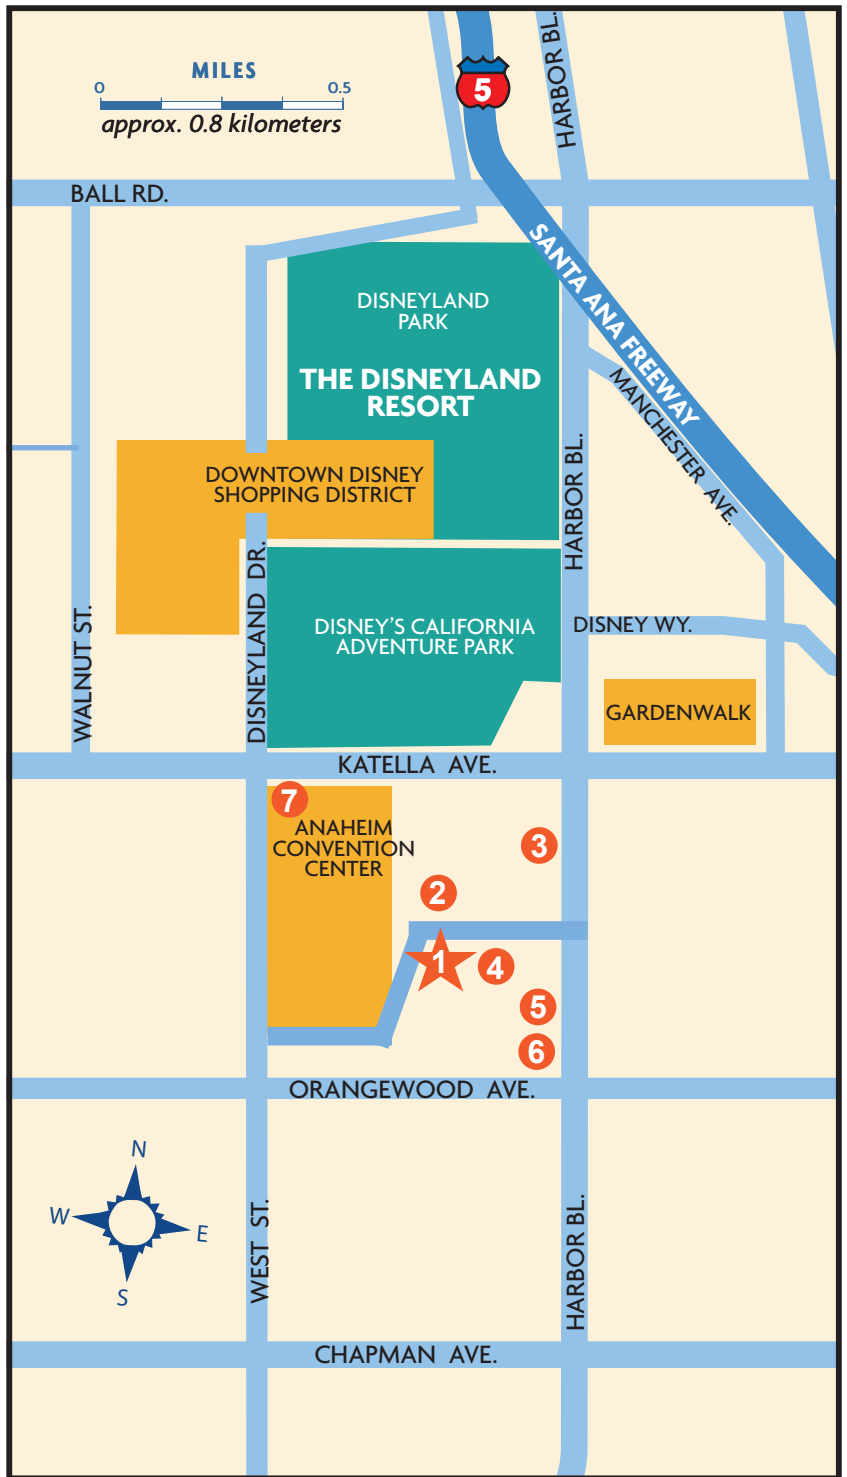 MILES
0 0.5
approx. 0.8 kilometers
5
HARBOR BL.
BALL RD.
SANTA ANA FREEWAY
DISNEYLAND
PARK
THE DISNEYLAND
RESORT
MANCHESTER AVE.
HARBOR BL.
DOWNTOWN DISNEY
SHOPPING DISTRICT
WALNUT ST.
DISNEYLAND DR.
DISNEY'S CALIFORNIA
ADVENTURE PARK
DISNEY WY.
GARDENWALK
KATELLA AVE.
7
ANAHEIM
CONVENTION
CENTER
3
2
1
4
5
6
ORANGEWOOD AVE.
N
W
E
S
WEST ST.
HARBOR BL.
CHAPMAN AVE.